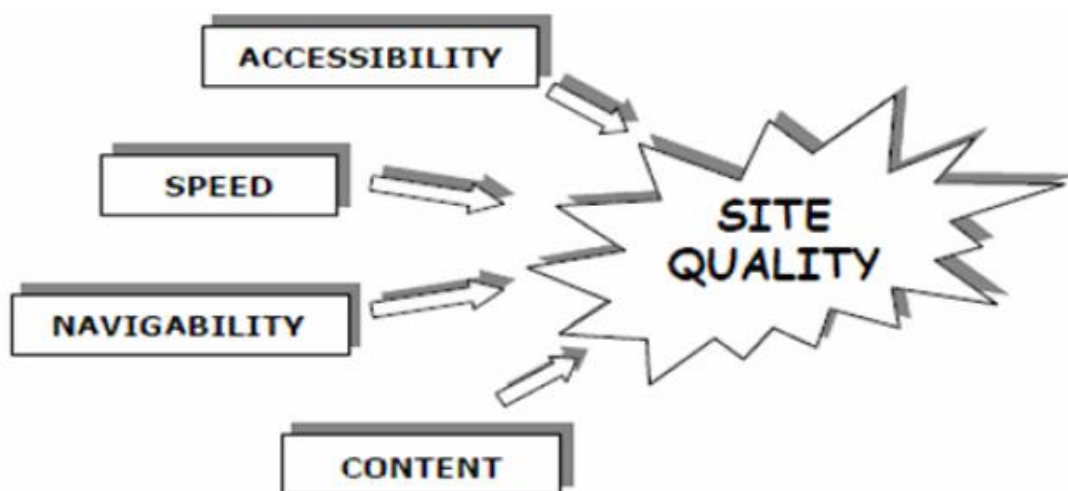 ACCESSIBILITY
SPEED
NAVIGABILITY
CONTENT
SITE
QUALITY